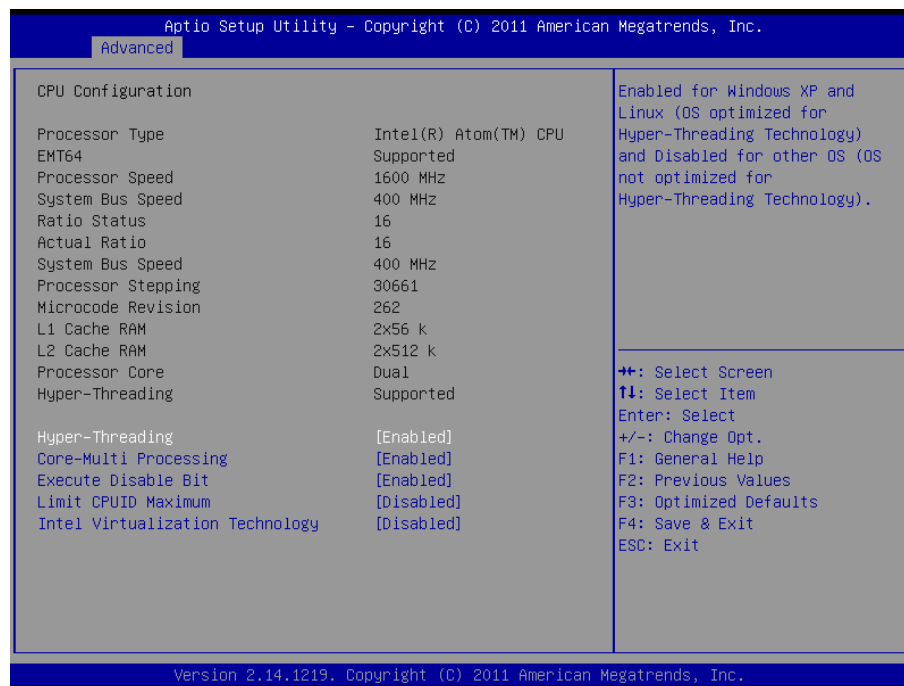 Aptio Setup Utility – Copyright (C) 2011 American Megatrends, Inc.
Advanced
CPU Configuration
Processor Type Intel(R) Atom(TM) CPU
EMT64 Supported
Processor Speed 1600 MHz
System Bus Speed 400 MHz
Ratio Status 16
Actual Ratio 16
System Bus Speed 400 MHz
Processor Stepping 30661
Microcode Revision 262
L1 Cache RAM 2x56 k
L2 Cache RAM 2x512 k
Processor Core Dual
Hyper-Threading Supported
Hyper-Threading [Enabled]
Core-Multi Processing [Enabled]
Execute Disable Bit [Enabled]
Limit CPUID Maximum [Disabled]
Intel Virtualization Technology [Disabled]
Enabled for Windows XP and
Linux (OS optimized for
Hyper-Threading Technology)
and Disabled for other OS (OS
not optimized for
Hyper-Threading Technology).
→←: Select Screen
↑↓: Select Item
Enter: Select
+/-: Change Opt.
F1: General Help
F2: Previous Values
F3: Optimized Defaults
F4: Save & Exit
ESC: Exit
Version 2.14.1219. Copyright (C) 2011 American Megatrends, Inc.